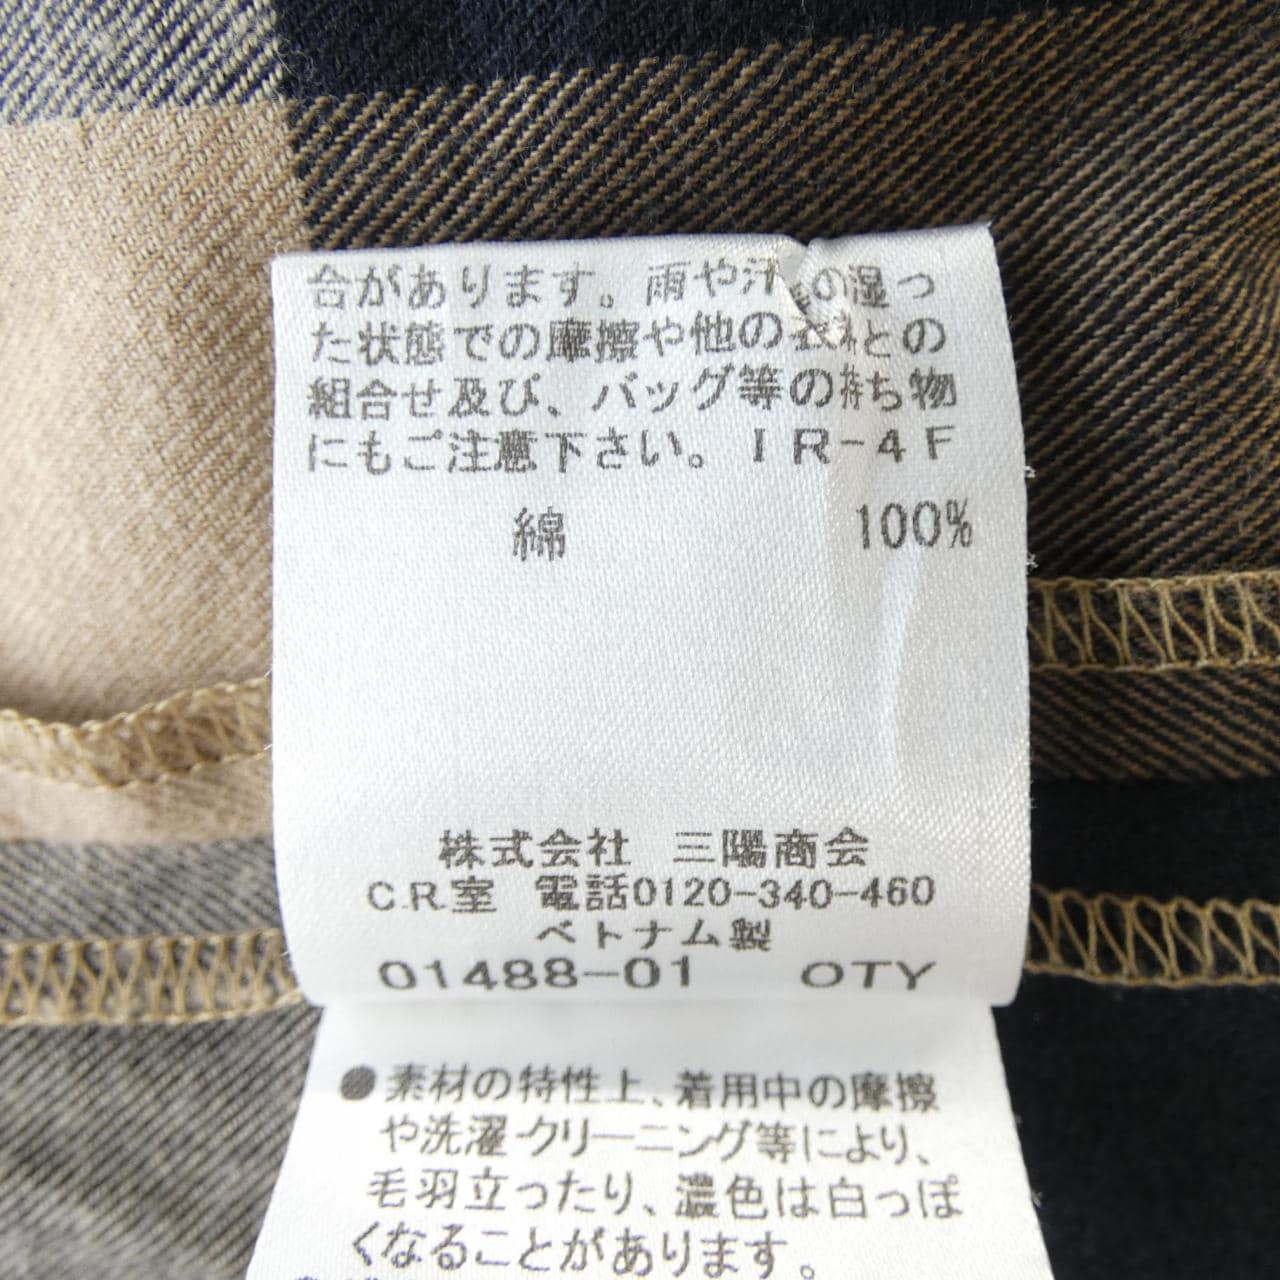 合があります。雨や汗等の湿っ
た状態での摩擦や他の衣料との
組合せ及び、バッグ等の持ち物
にもご注意下さい。IR-4F
綿 100%
株式会社 三陽商会
C.R.室 電話0120-340-460
ベトナム製
01488-01 OTY
●素材の特性上、着用中の摩擦
や洗濯・クリーニング等により、
毛羽立ったり、濃色は白っぽ
くなることがあります。